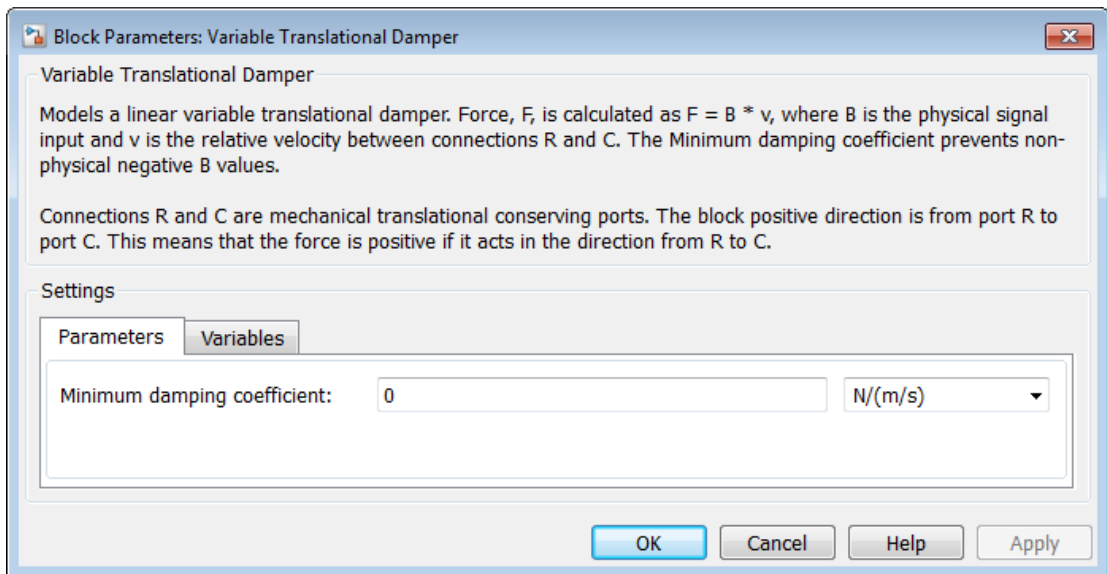 Block Parameters: Variable Translational Damper
Variable Translational Damper
Models a linear variable translational damper. Force, F, is calculated as F = B * v, where B is the physical signal
input and v is the relative velocity between connections R and C. The Minimum damping coefficient prevents non-
physical negative B values.
Connections R and C are mechanical translational conserving ports. The block positive direction is from port R to
port C. This means that the force is positive if it acts in the direction from R to C.
Settings
Parameters Variables
Minimum damping coefficient: 0 N/(m/s)
OK Cancel Help Apply